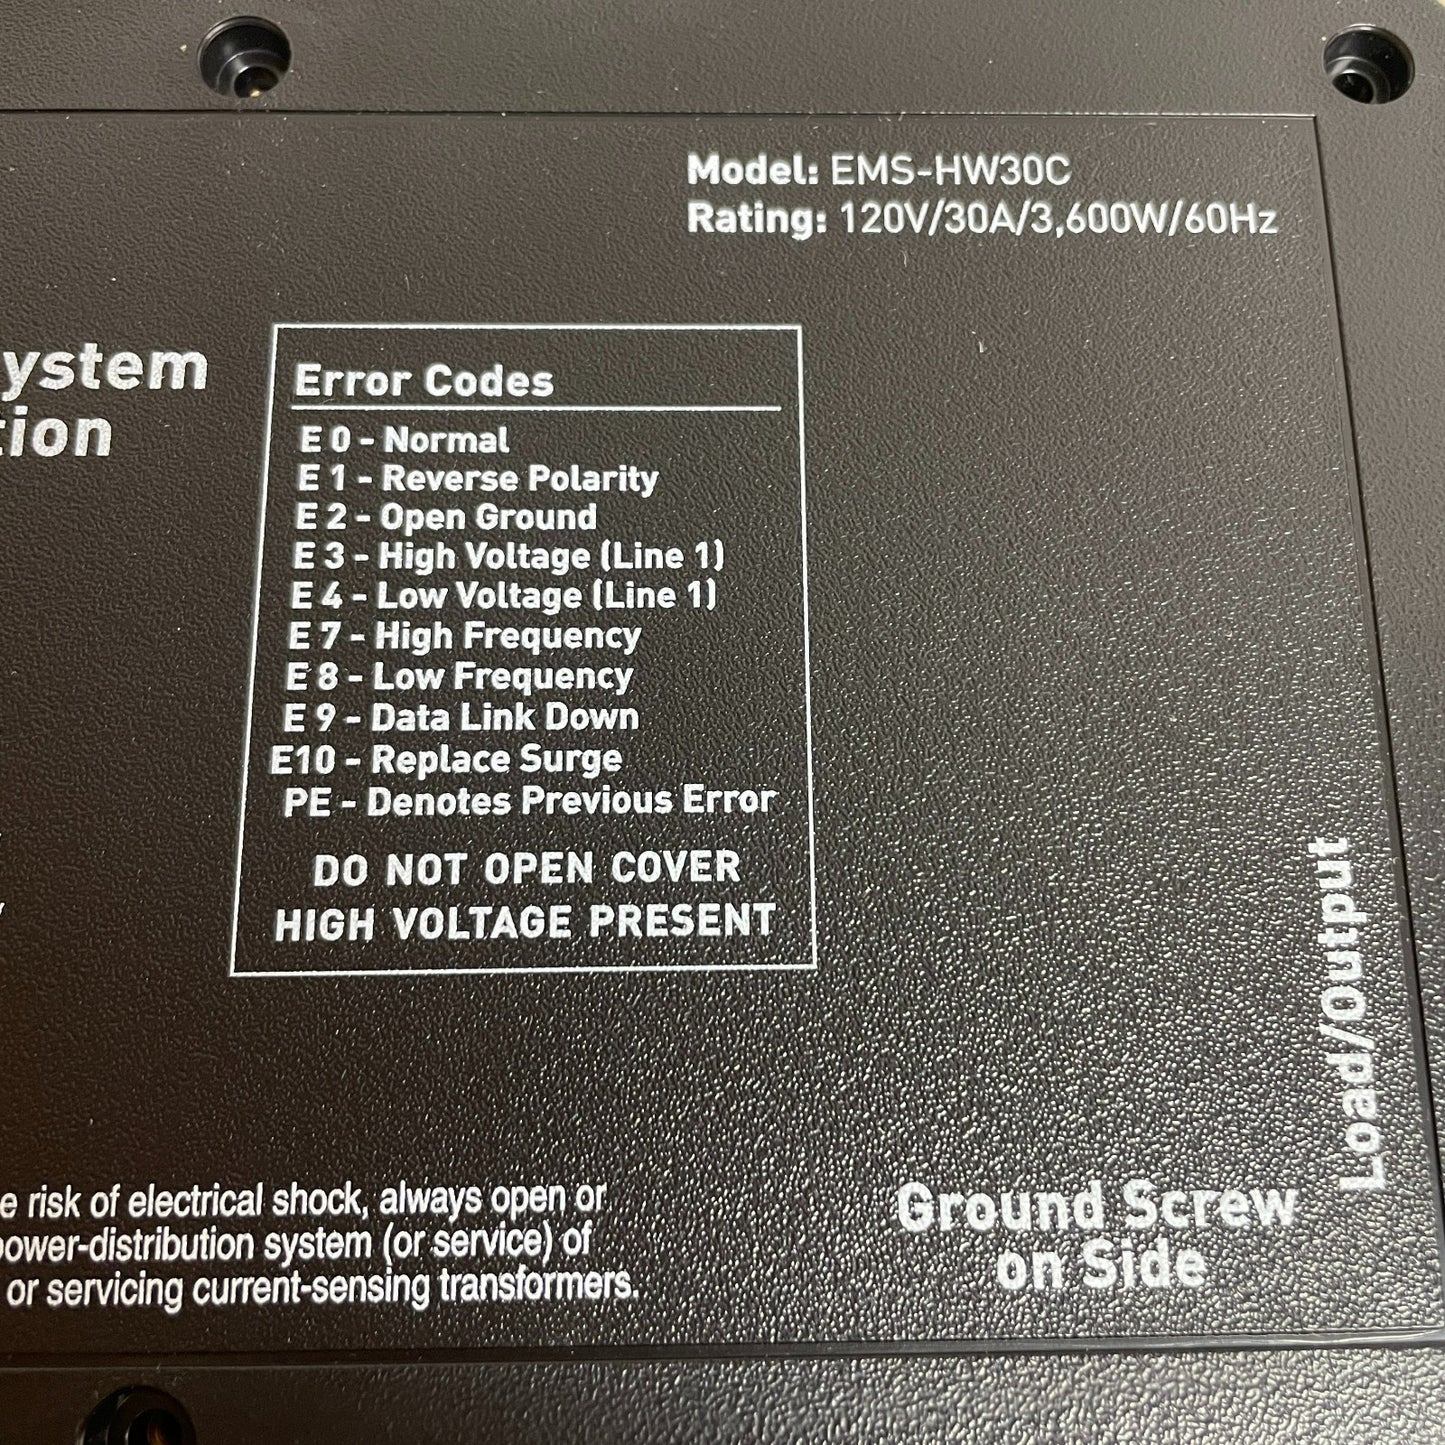 Model: EMS-HW30C
Rating: 120V/30A/3,600W/60Hz
Error Codes
E 0 - Normal
E 1 - Reverse Polarity
E 2 - Open Ground
E 3 - High Voltage (Line 1)
E 4 - Low Voltage (Line 1)
E 7 - High Frequency
E 8 - Low Frequency
E 9 - Data Link Down
E10 - Replace Surge
PE - Denotes Previous Error
DO NOT OPEN COVER
HIGH VOLTAGE PRESENT
Load/Output
risk of electrical shock, always open or
power-distribution system (or service) of
or servicing current-sensing transformers.
Ground Screw
on Side